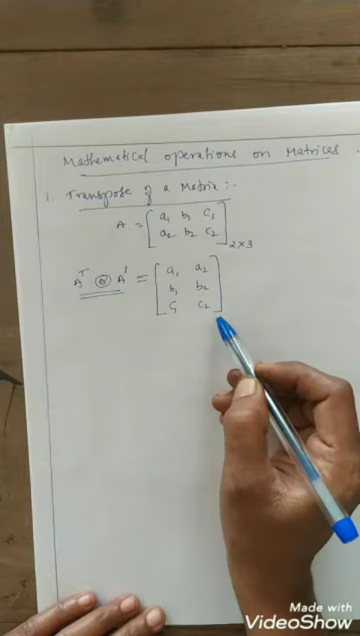 Mathematical operations on Matrices.
1. Transpose of a Matrix :-
A = [ a₁ b₁ c₁
a₂ b₂ c₂ ] 2×3
Aᵀ or A' = [ a₁ a₂
b₁ b₂
c₁ c₂ ]
Made with
VideoShow